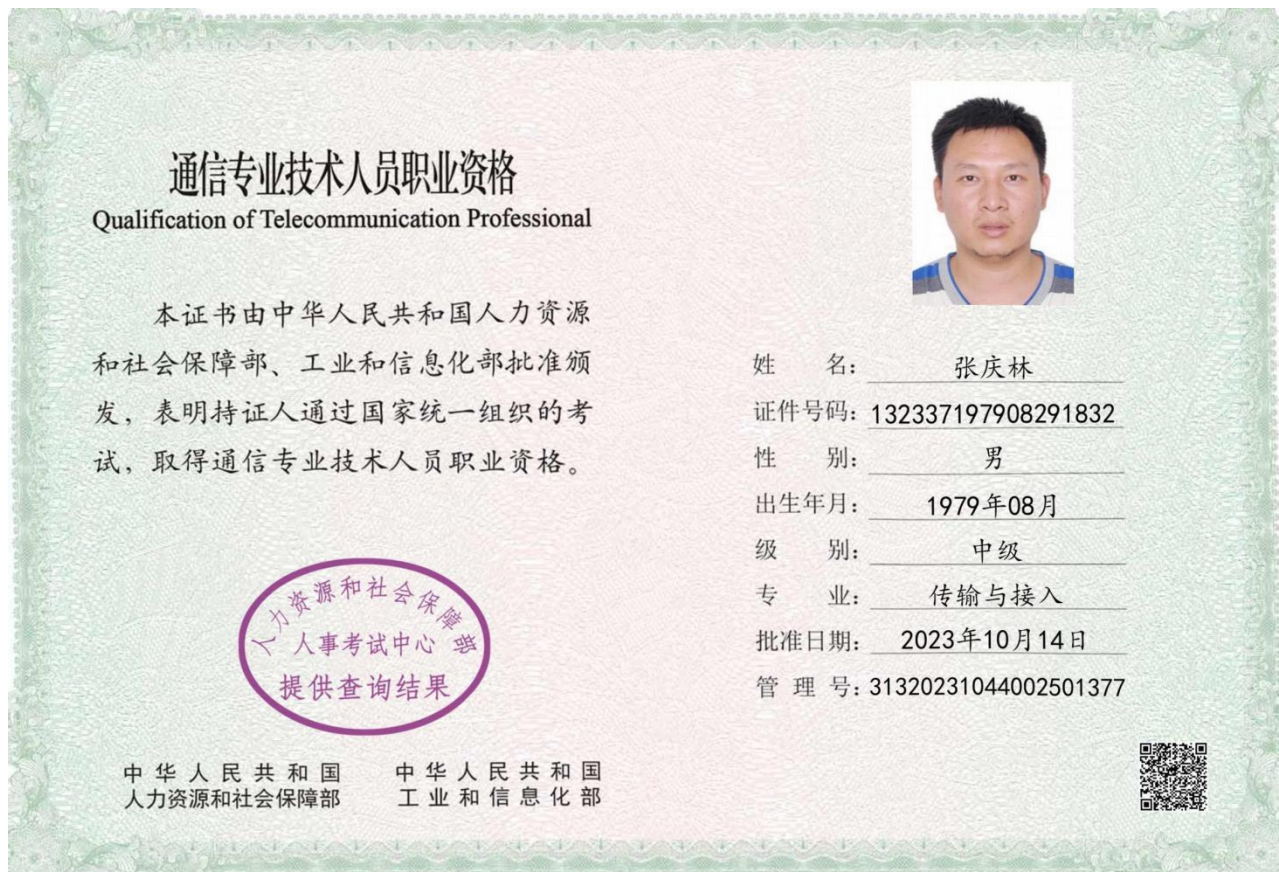 通信专业技术人员职业资格
Qualification of Telecommunication Professional
本证书由中华人民共和国人力资源
和社会保障部、工业和信息化部批准颁
发，表明持证人通过国家统一组织的考
试，取得通信专业技术人员职业资格。
人力资源和社会保障部
人事考试中心
提供查询结果
中华人民共和国
人力资源和社会保障部
中华人民共和国
工业和信息化部
姓 名： 张庆林
证件号码：132337197908291832
性 别： 男
出生年月： 1979年08月
级 别： 中级
专 业： 传输与接入
批准日期： 2023年10月14日
管 理 号：31320231044002501377